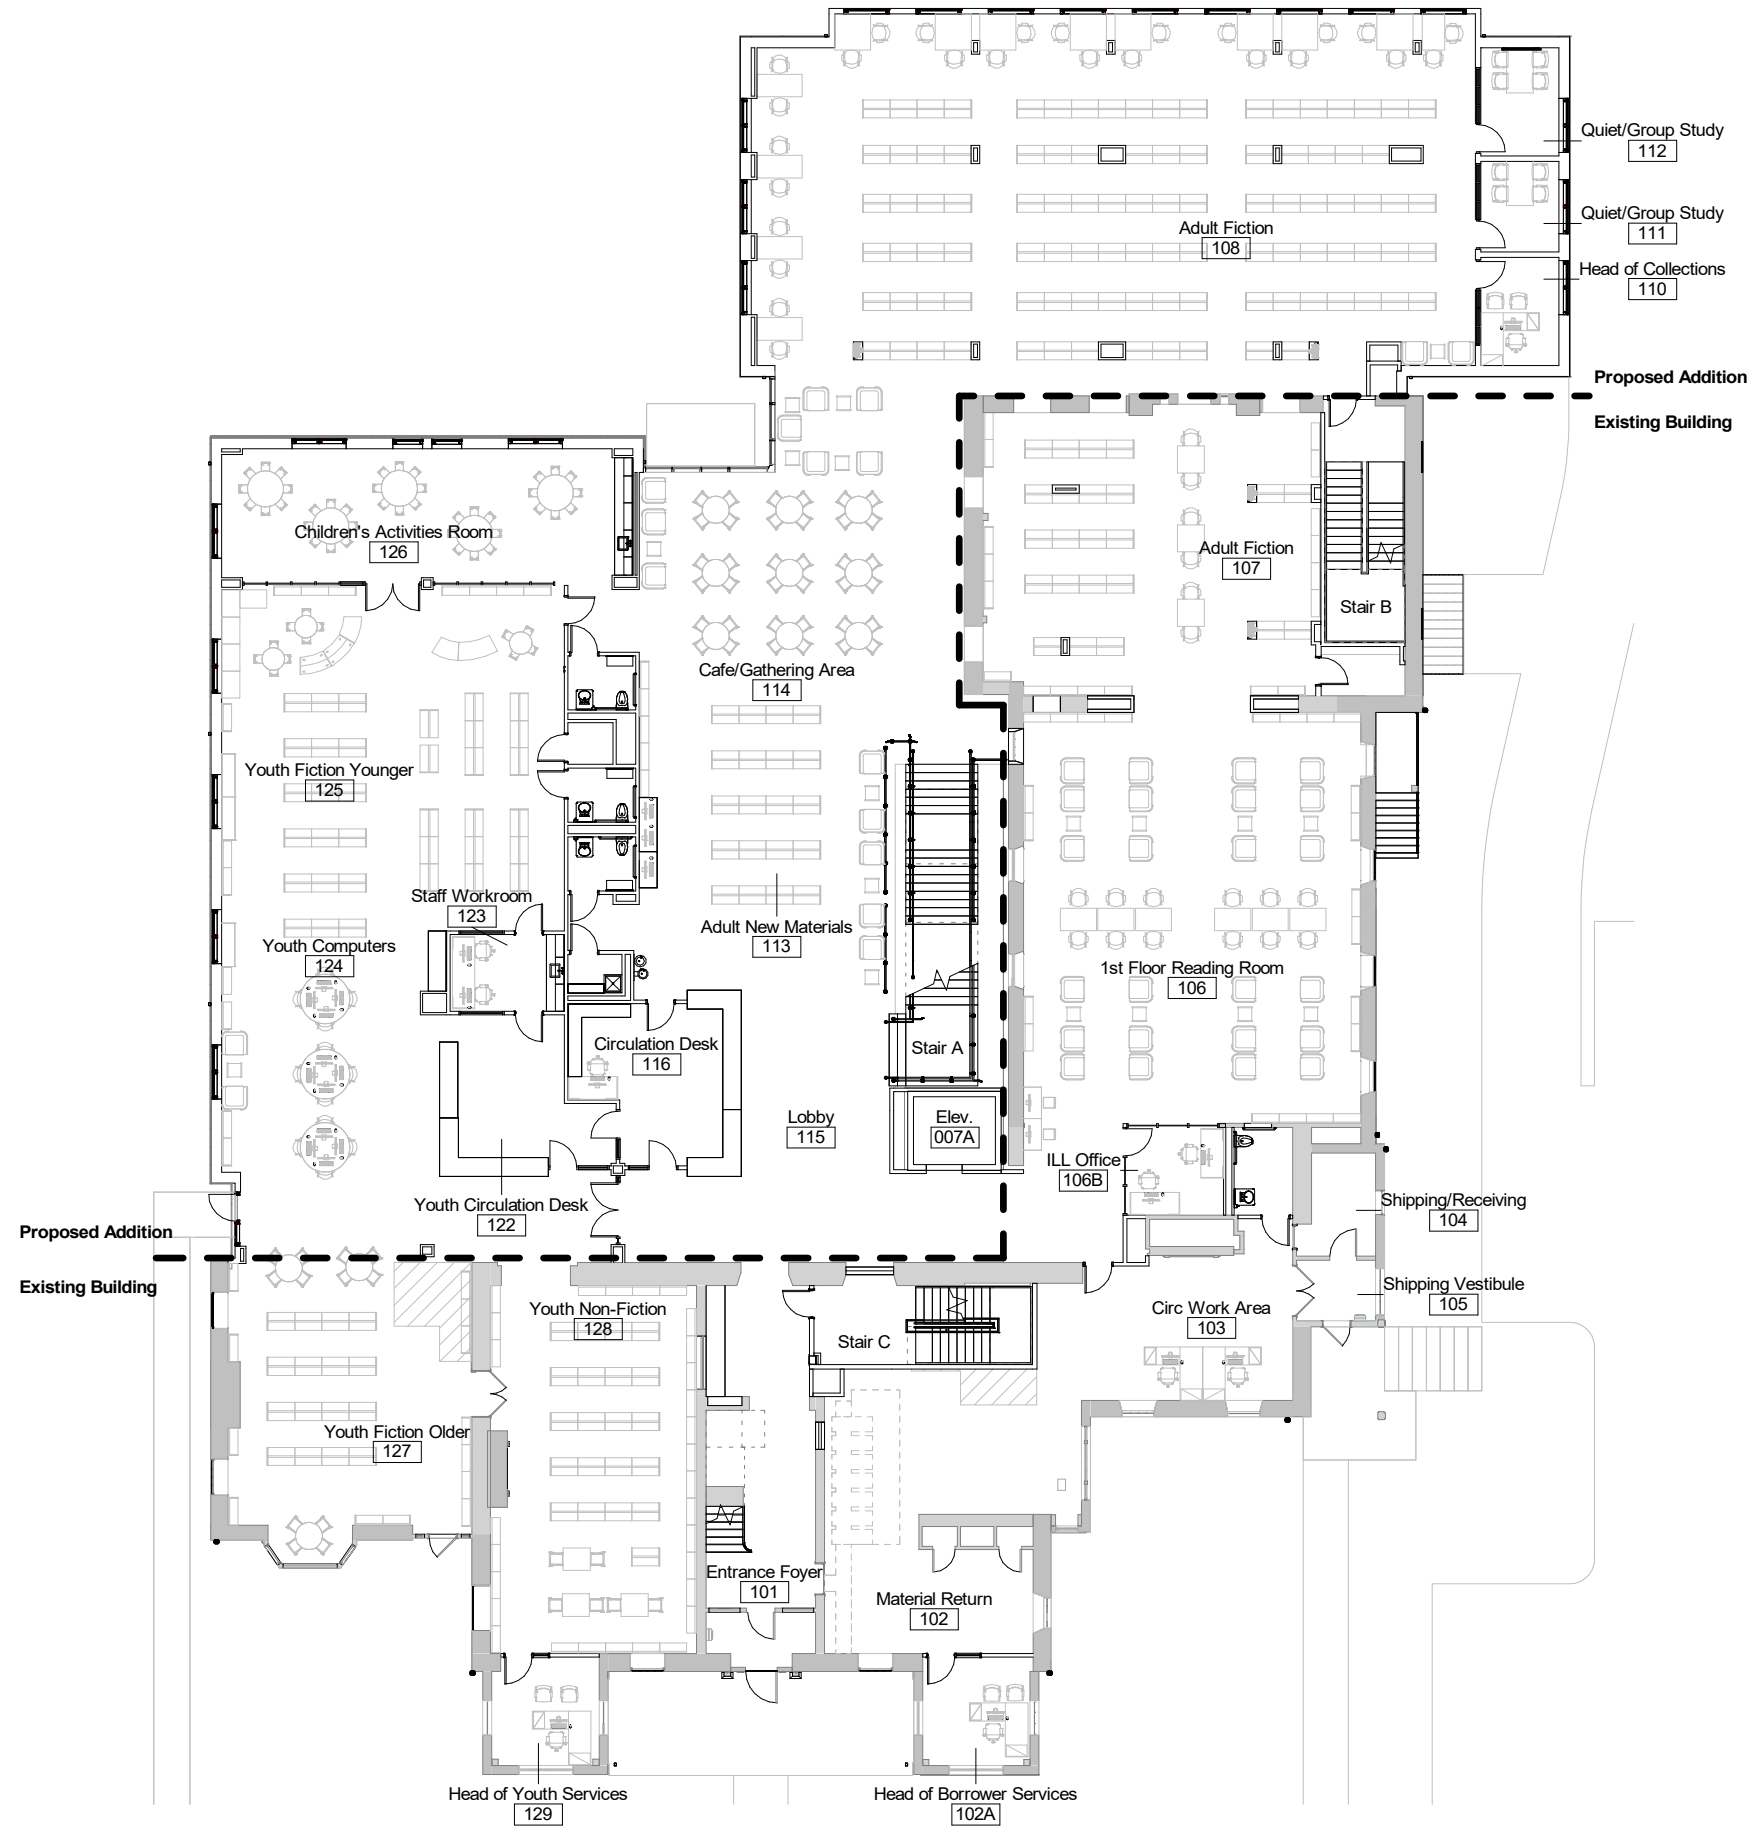 Quiet/Group Study
112
Quiet/Group Study
111
Adult Fiction
108
Head of Collections
110
Proposed Addition
Existing Building
Children's Activities Room
126
Adult Fiction
107
Stair B
Cafe/Gathering Area
114
Youth Fiction Younger
125
Staff Workroom
123
Adult New Materials
113
Youth Computers
124
1st Floor Reading Room
106
Circulation Desk
116
Stair A
Lobby
115
Elev.
007A
ILL Office
106B
Youth Circulation Desk
122
Shipping/Receiving
104
Proposed Addition
Existing Building
Shipping Vestibule
105
Youth Non-Fiction
128
Circ Work Area
103
Stair C
Youth Fiction Older
127
Entrance Foyer
101
Material Return
102
Head of Youth Services
129
Head of Borrower Services
102A